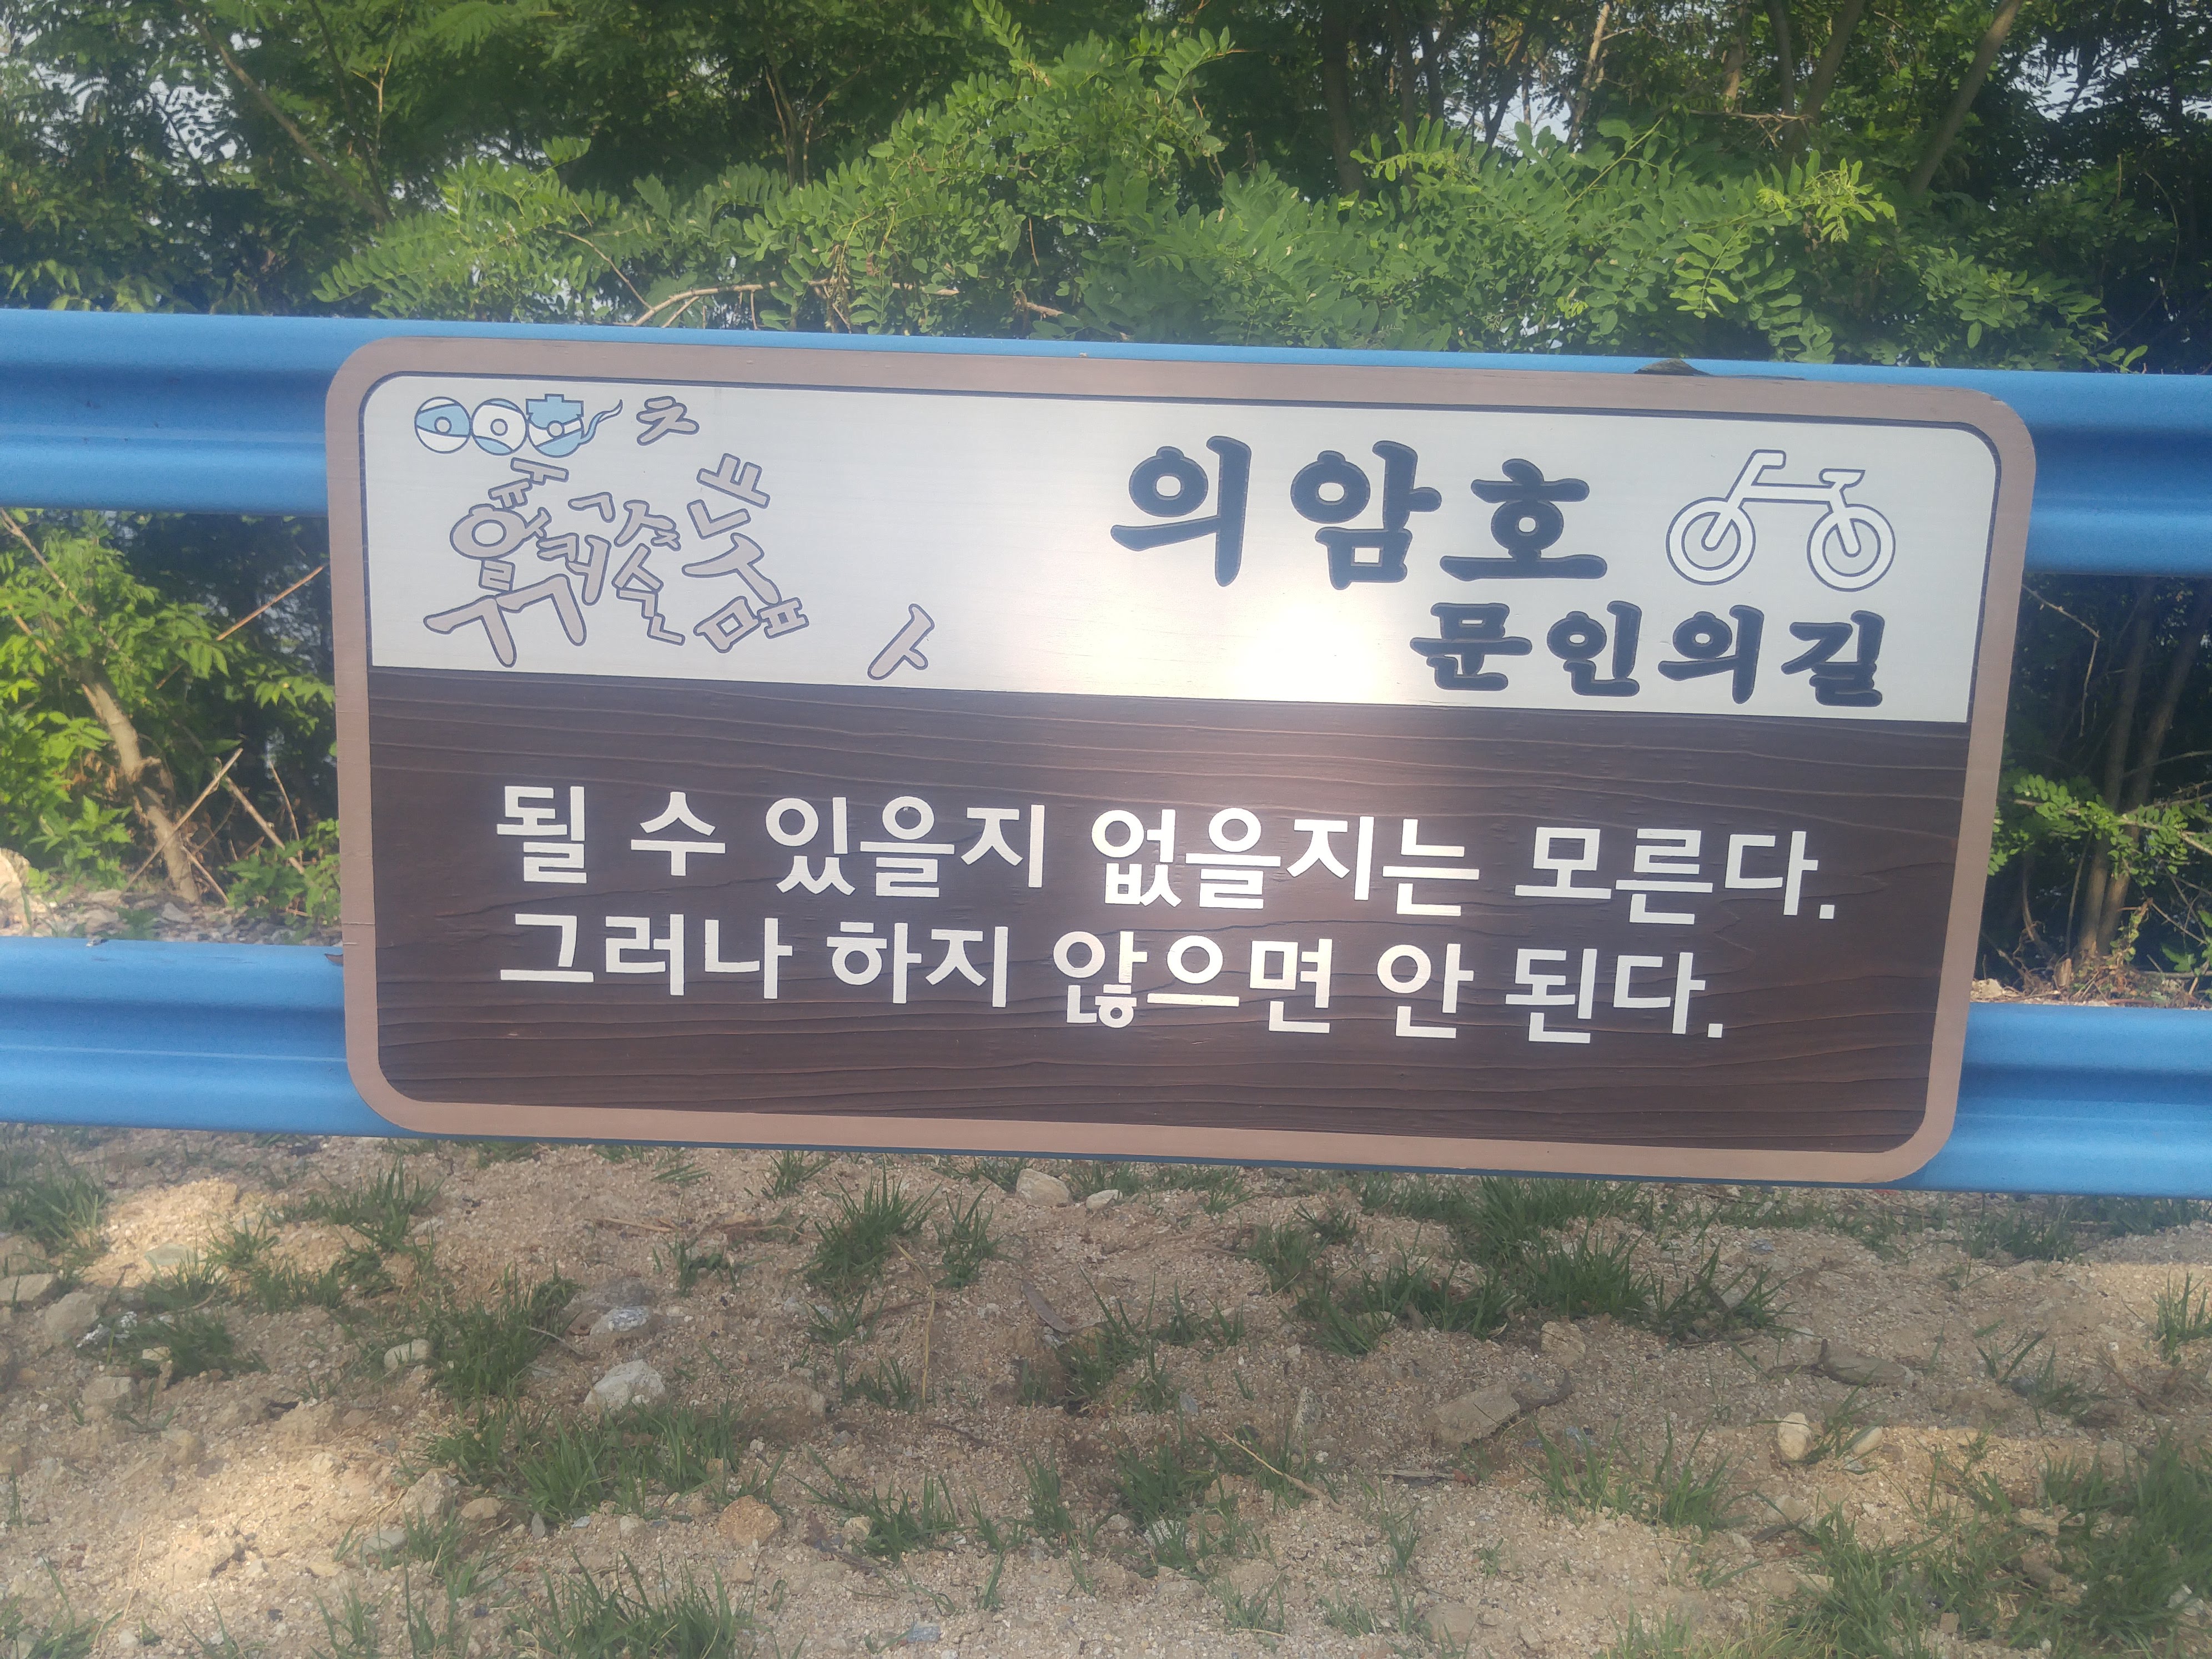 의암호
문인의길
될 수 있을지 없을지는 모른다.
그러나 하지 않으면 안 된다.